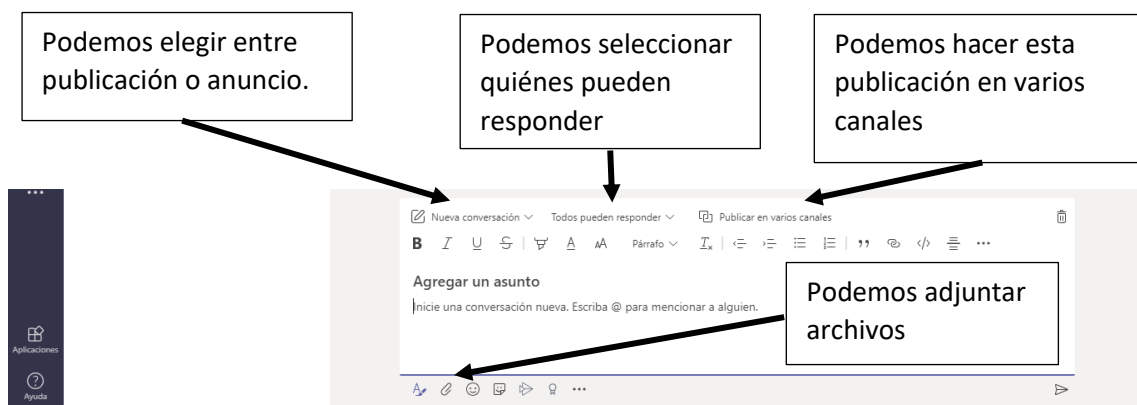 Podemos elegir entre
publicación o anuncio.
Podemos seleccionar
quiénes pueden
responder
Podemos hacer esta
publicación en varios
canales
Nueva conversación Todos pueden responder Publicar en varios canales
B I U S A AA Párrafo Tx
Agregar un asunto
Inicie una conversación nueva. Escriba @ para mencionar a alguien.
Podemos adjuntar
archivos
Aplicaciones
Ayuda